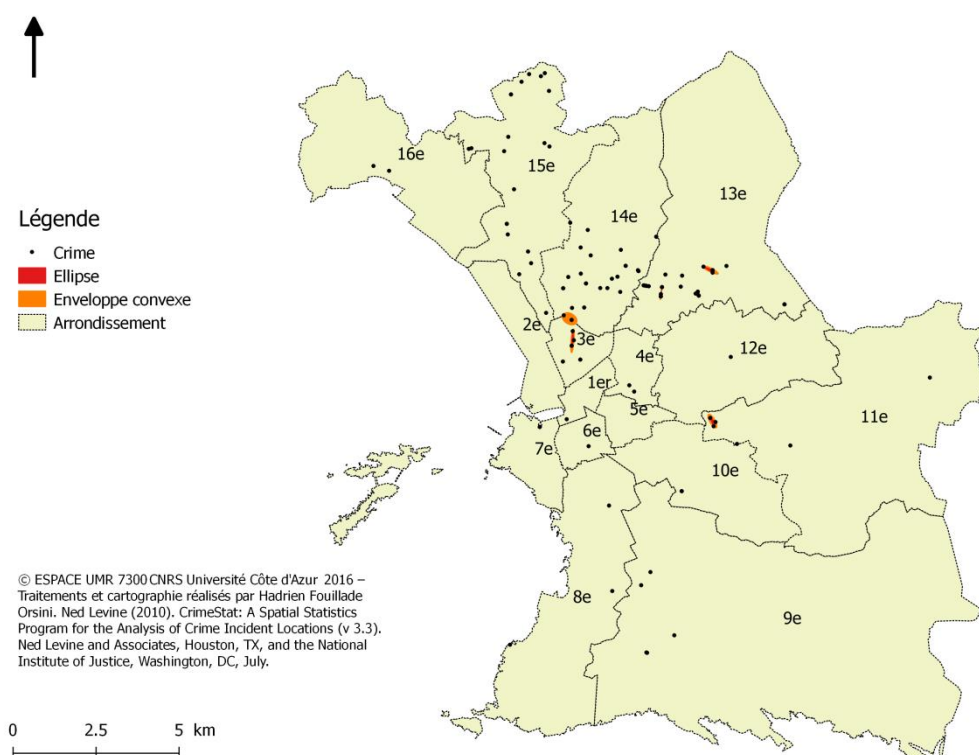 16e
15e
14e
13e
Légende
Crime
Ellipse
Enveloppe convexe
Arrondissement
2e
3e
4e
12e
1er
5e
11e
6e
7e
10e
© ESPACE UMR 7300 CNRS Université Côte d'Azur 2016 –
Traitements et cartographie réalisés par Hadrien Fouillade
Orsini. Ned Levine (2010). CrimeStat: A Spatial Statistics
Program for the Analysis of Crime Incident Locations (v 3.3).
Ned Levine and Associates, Houston, TX, and the National
Institute of Justice, Washington, DC, July.
8e
9e
0 2.5 5 km